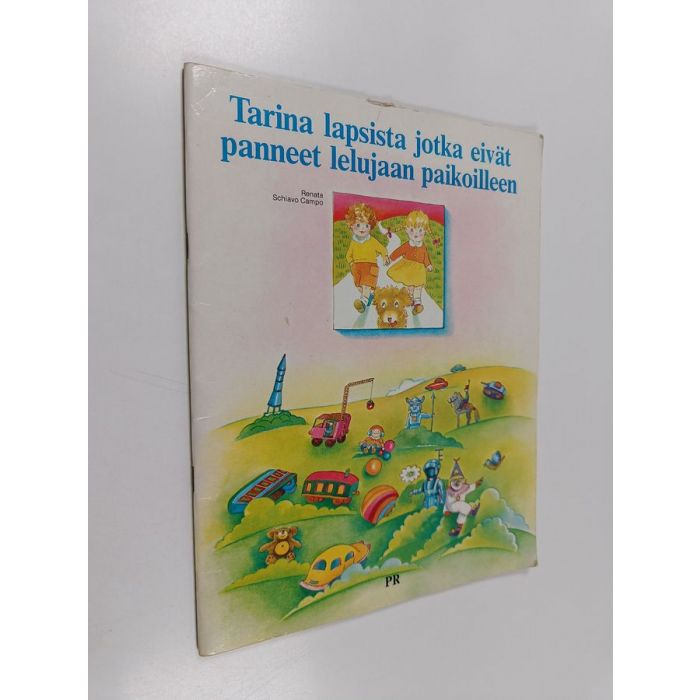 Tarina lapsista jotka eivät
panneet lelujaan paikoilleen
Renata
Schiavo Campo
PR